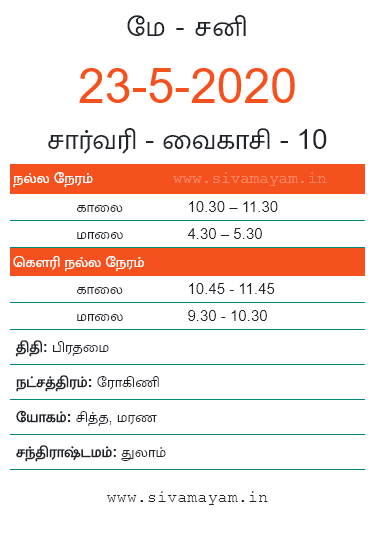 மே - சனி
23-5-2020
சார்வரி - வைகாசி - 10
நல்ல நேரம் www.sivamayam.in
காலை 10.30 – 11.30
மாலை 4.30 – 5.30
கௌரி நல்ல நேரம்
காலை 10.45 - 11.45
மாலை 9.30 - 10.30
திதி: பிரதமை
நட்சத்திரம்: ரோகிணி
யோகம்: சித்த, மரண
சந்திராஷ்டமம்: துலாம்
www.sivamayam.in